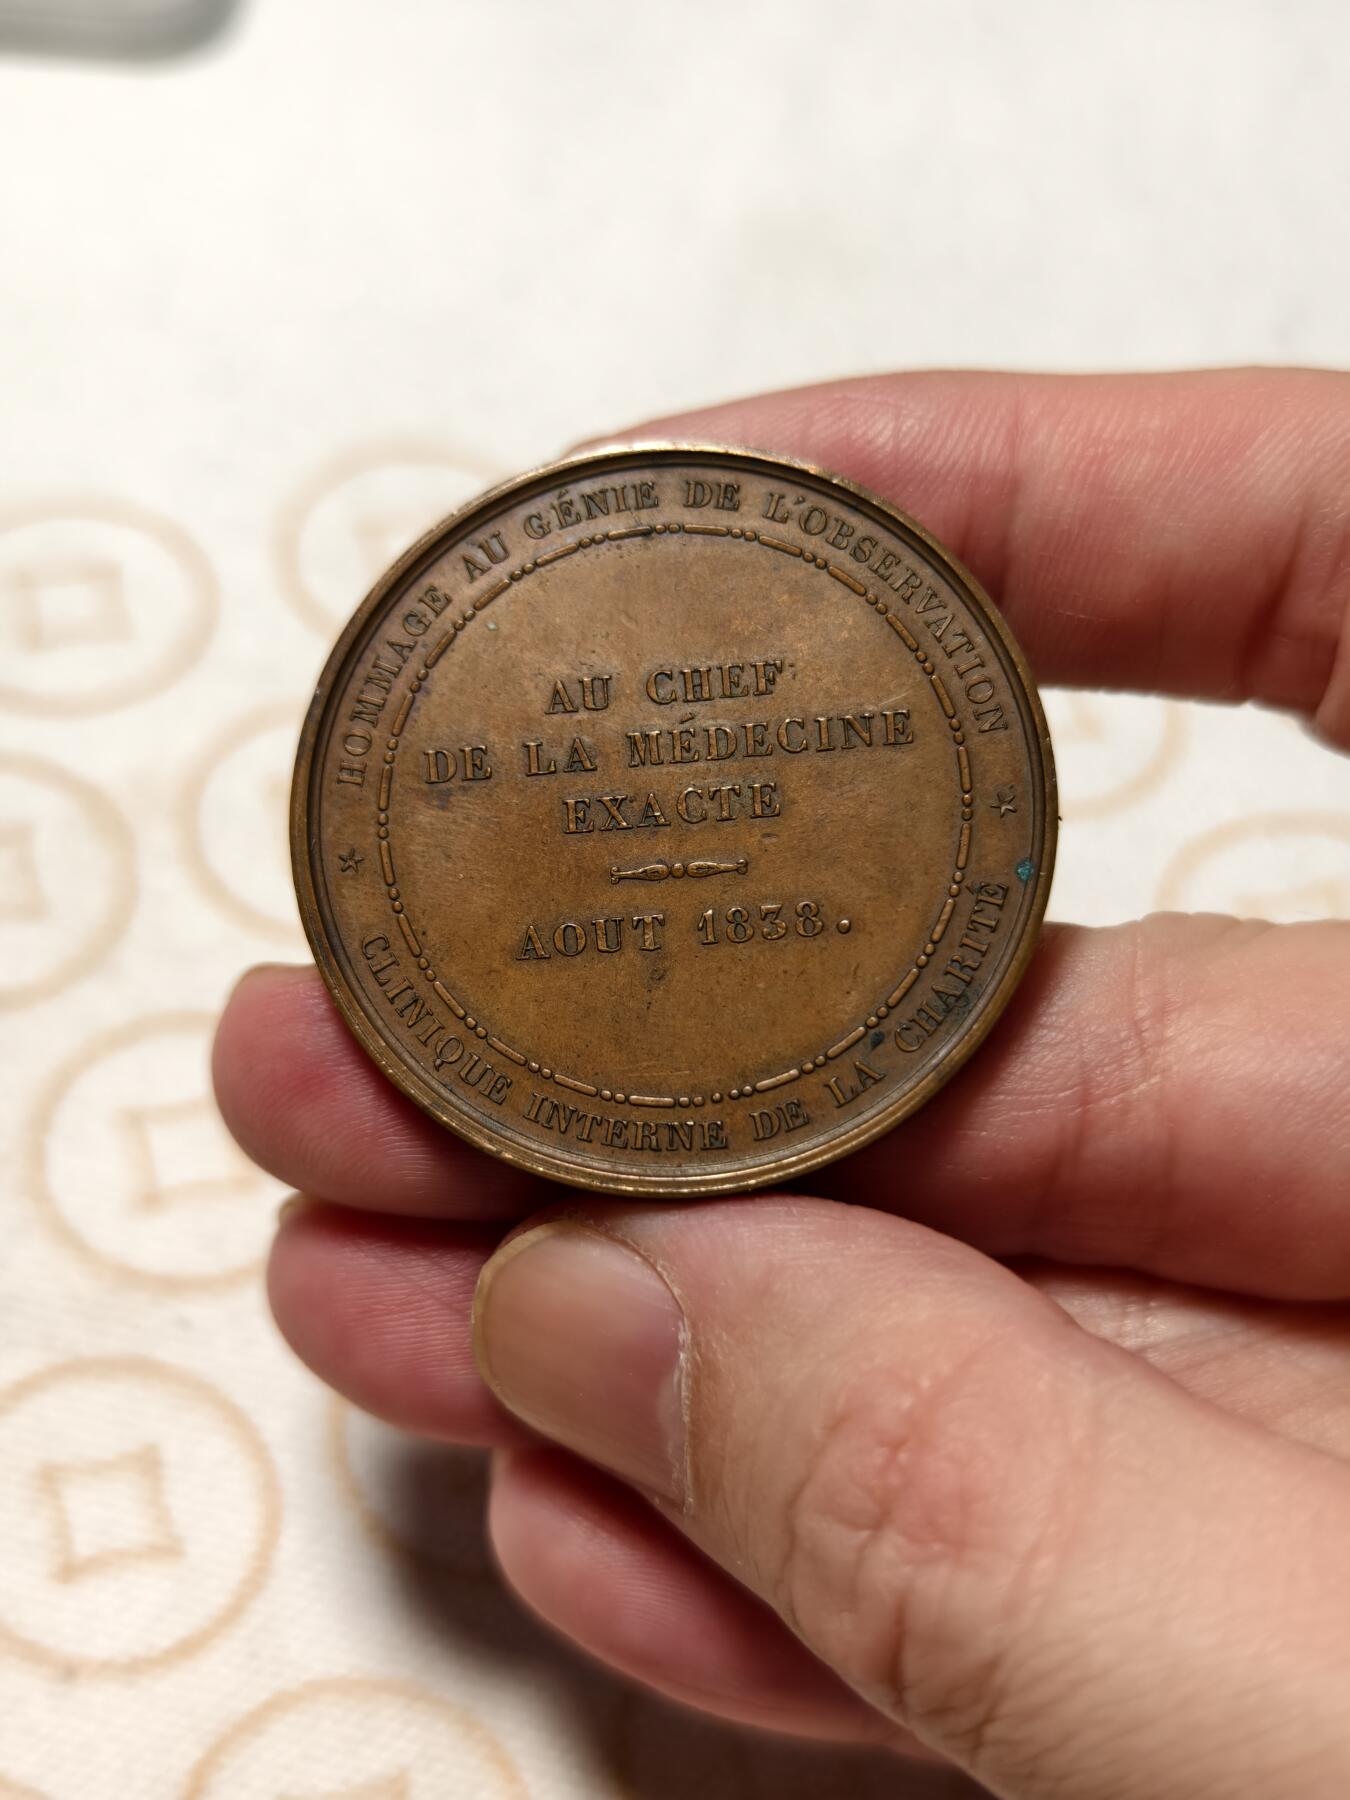 HOMMAGE AU GÉNIE DE L'OBSERVATION
AU CHEF
DE LA MÉDECINE
EXACTE
AOUT 1838.
CLINIQUE INTERNE DE LA CHARITÉ